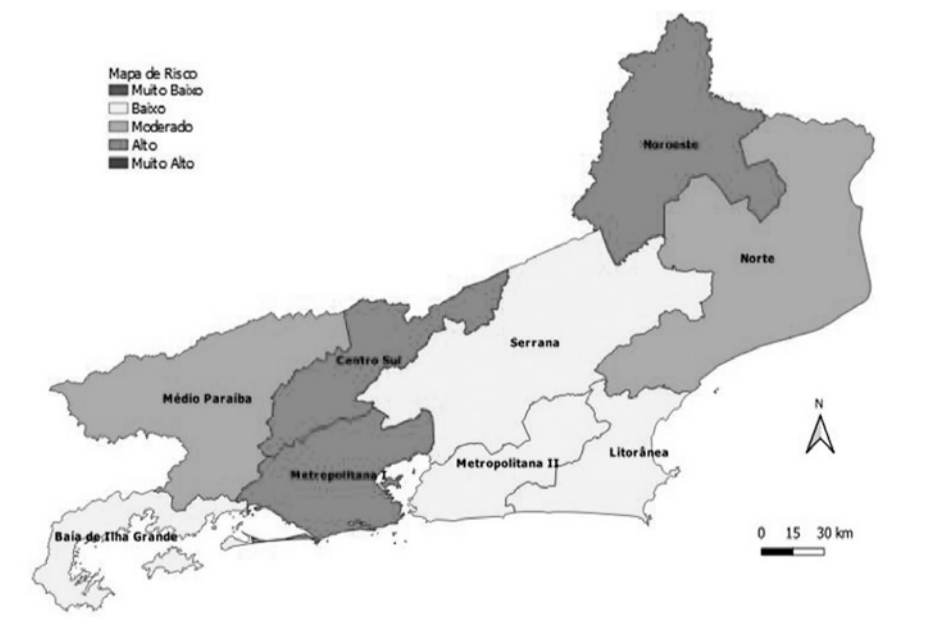 Mapa de Risco
Muito Baixo
Baixo
Moderado
Alto
Muito Alto
Noroeste
Norte
Serrana
Centro Sul
Médio Paraíba
Litorânea
Metropolitana II
Metropolitana I
Baía de Ilha Grande
N
0 15 30 km